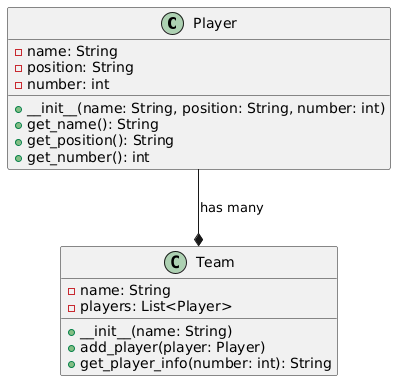 C Player
name: String
position: String
number: int
__init__(name: String, position: String, number: int)
get_name(): String
get_position(): String
get_number(): int
has many
C Team
name: String
players: List<Player>
__init__(name: String)
add_player(player: Player)
get_player_info(number: int): String